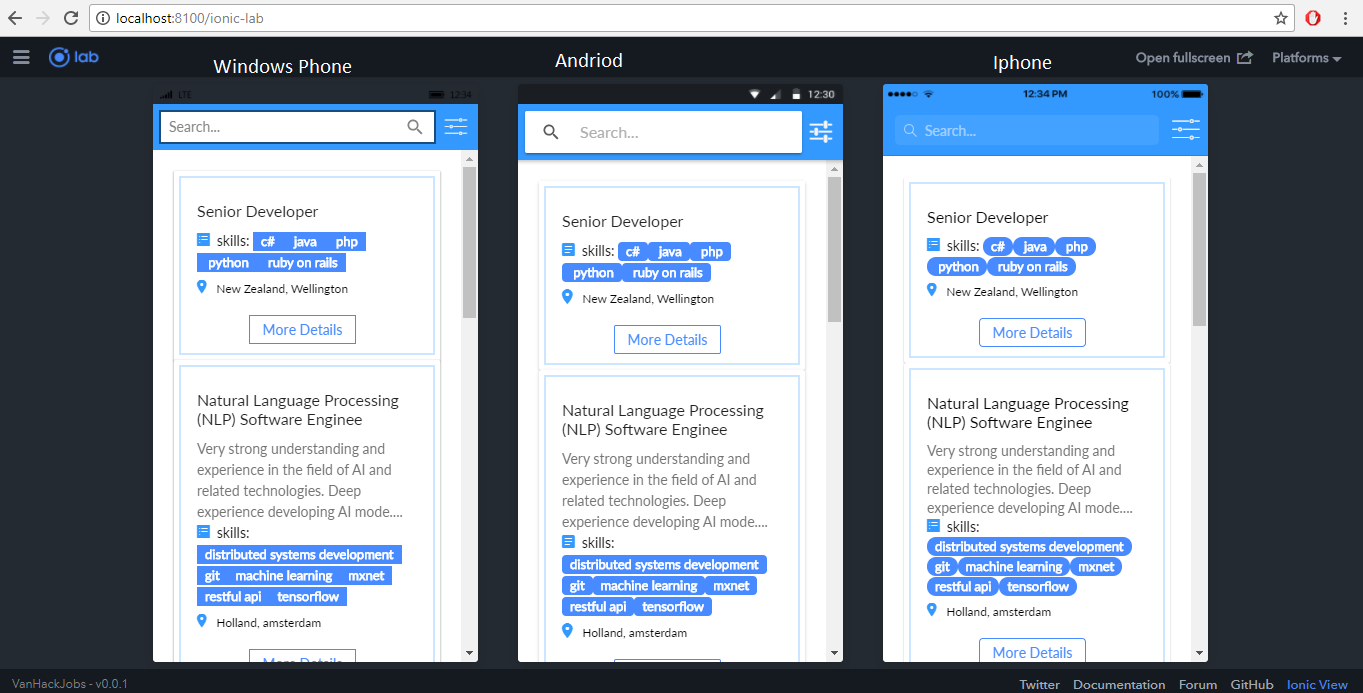 localhost:8100/ionic-lab
lab
Open fullscreen
Platforms
Windows Phone
Andriod
Iphone
LTE
12:34
Search...
Senior Developer
skills: c# java php
python ruby on rails
New Zealand, Wellington
More Details
Natural Language Processing
(NLP) Software Enginee
Very strong understanding and
experience in the field of AI and
related technologies. Deep
experience developing AI mode....
skills:
distributed systems development
git machine learning mxnet
restful api tensorflow
Holland, amsterdam
More Details
12:30
Search...
Senior Developer
skills: c# java php
python ruby on rails
New Zealand, Wellington
More Details
Natural Language Processing
(NLP) Software Enginee
Very strong understanding and
experience in the field of AI and
related technologies. Deep
experience developing AI mode....
skills:
distributed systems development
git machine learning mxnet
restful api tensorflow
Holland, amsterdam
12:34 PM
100%
Search...
Senior Developer
skills: c# java php
python ruby on rails
New Zealand, Wellington
More Details
Natural Language Processing
(NLP) Software Enginee
Very strong understanding and
experience in the field of AI and
related technologies. Deep
experience developing AI mode....
skills:
distributed systems development
git machine learning mxnet
restful api tensorflow
Holland, amsterdam
More Details
VanHackJobs - v0.0.1
Twitter Documentation Forum GitHub Ionic View